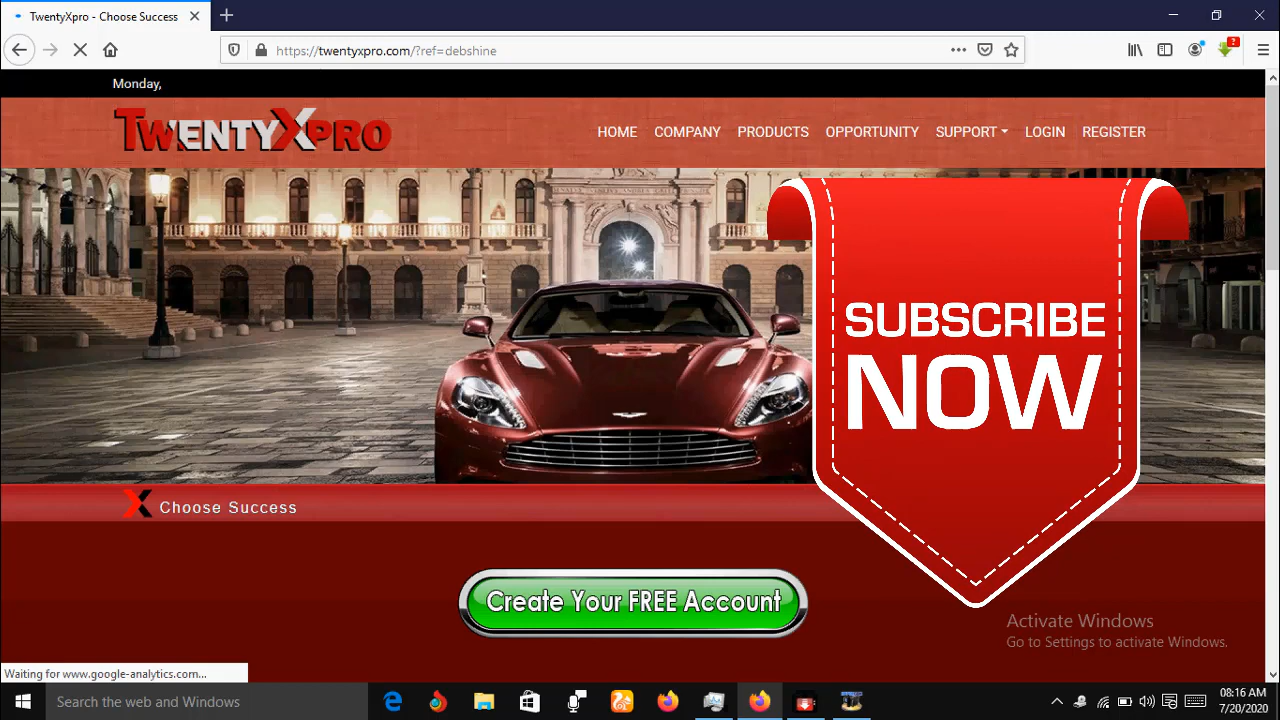 TwentyXpro - Choose Success
https://twentyxpro.com/?ref=debshine
Monday,
TWENTYXPRO
HOME COMPANY PRODUCTS OPPORTUNITY SUPPORT LOGIN REGISTER
SUBSCRIBE
NOW
X Choose Success
Create Your FREE Account
Activate Windows
Go to Settings to activate Windows.
Waiting for www.google-analytics.com...
Search the web and Windows
08:16 AM
7/20/2020